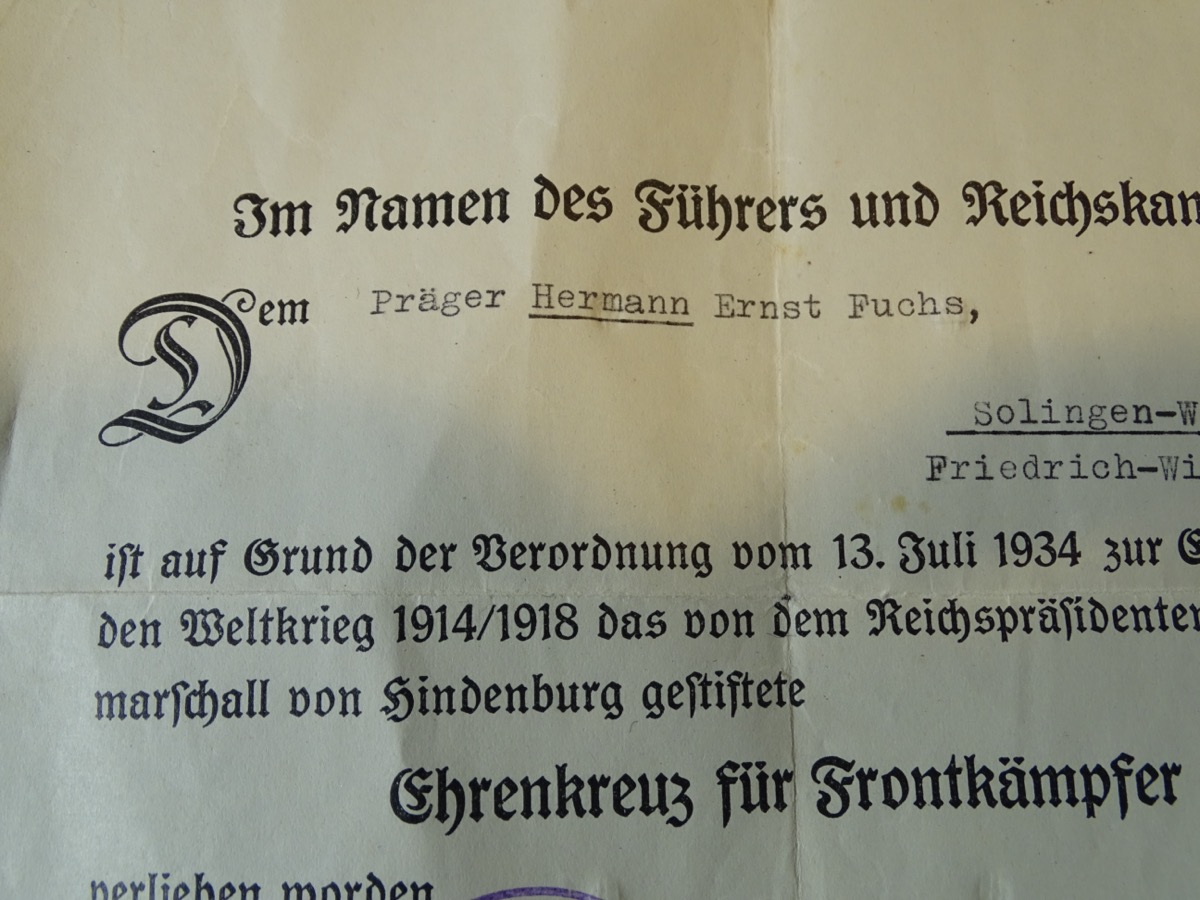 Im Namen des Führers und Reichskan
Dem Präger Hermann Ernst Fuchs,
Solingen-W
Friedrich-Wi
ist auf Grund der Verordnung vom 13. Juli 1934 zur E
den Weltkrieg 1914/1918 das von dem Reichspräsidenten
marschall von Hindenburg gestiftete
Ehrenkreuz für Frontkämpfer
verliehen worden